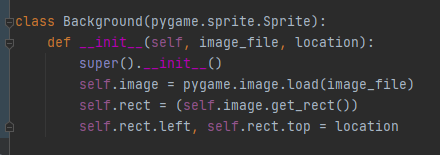 class Background(pygame.sprite.Sprite):
    def __init__(self, image_file, location):
        super().__init__()
        self.image = pygame.image.load(image_file)
        self.rect = (self.image.get_rect())
        self.rect.left, self.rect.top = location